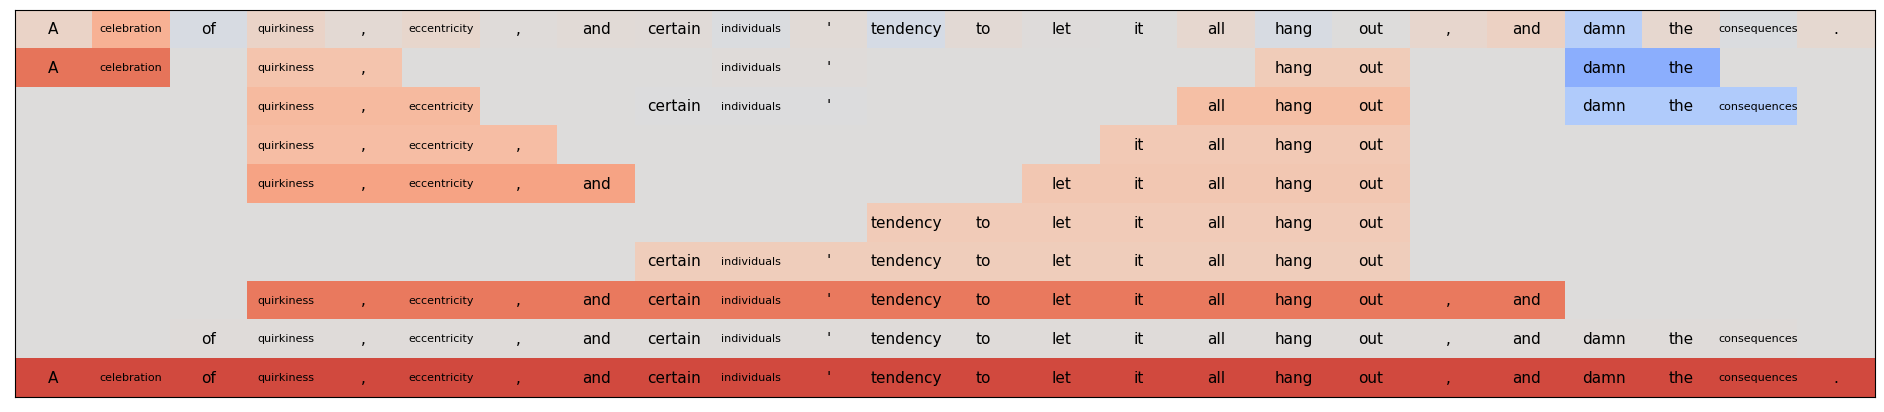 A celebration of quirkiness , eccentricity , and certain individuals ' tendency to let it all hang out , and damn the consequences .
A celebration quirkiness , individuals ' hang out damn the
quirkiness , eccentricity certain individuals ' all hang out damn the consequences
quirkiness , eccentricity , it all hang out
quirkiness , eccentricity , and let it all hang out
tendency to let it all hang out
certain individuals ' tendency to let it all hang out
quirkiness , eccentricity , and certain individuals ' tendency to let it all hang out , and
of quirkiness , eccentricity , and certain individuals ' tendency to let it all hang out , and damn the consequences
A celebration of quirkiness , eccentricity , and certain individuals ' tendency to let it all hang out , and damn the consequences .